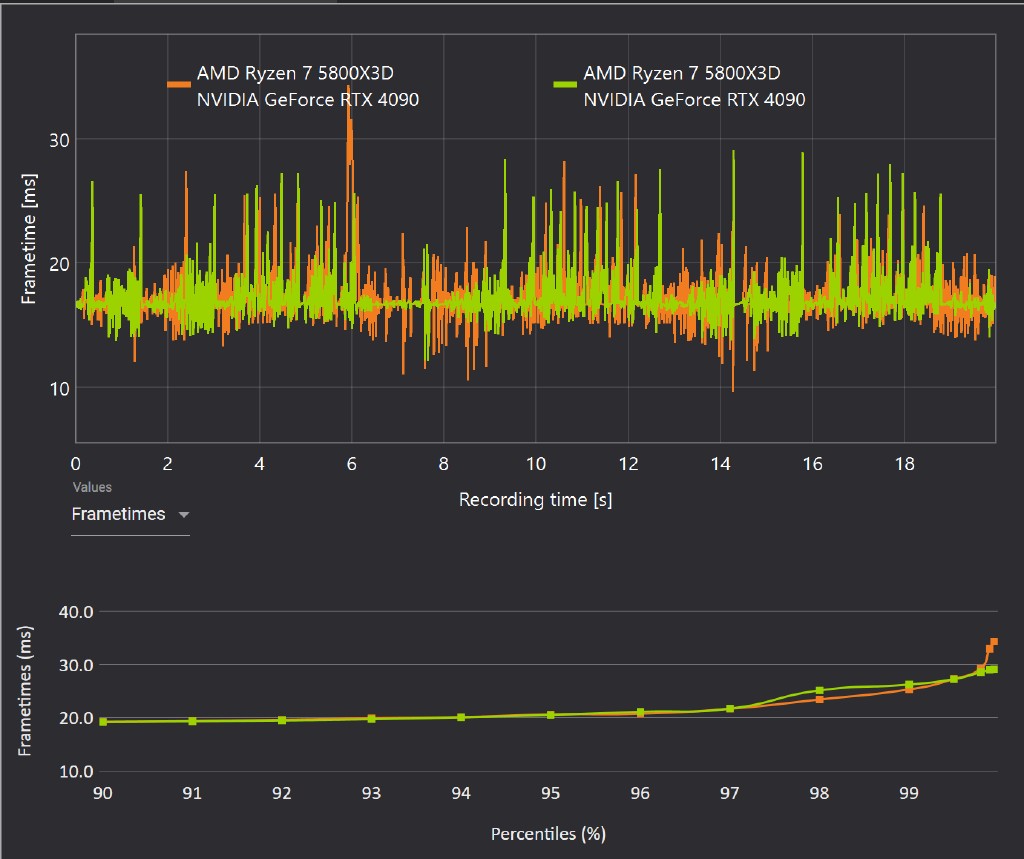 AMD Ryzen 7 5800X3D
NVIDIA GeForce RTX 4090
AMD Ryzen 7 5800X3D
NVIDIA GeForce RTX 4090
30
20
10
Frametime [ms]
0 2 4 6 8 10 12 14 16 18
Recording time [s]
Values
Frametimes
40.0
30.0
20.0
10.0
Frametimes (ms)
90 91 92 93 94 95 96 97 98 99
Percentiles (%)